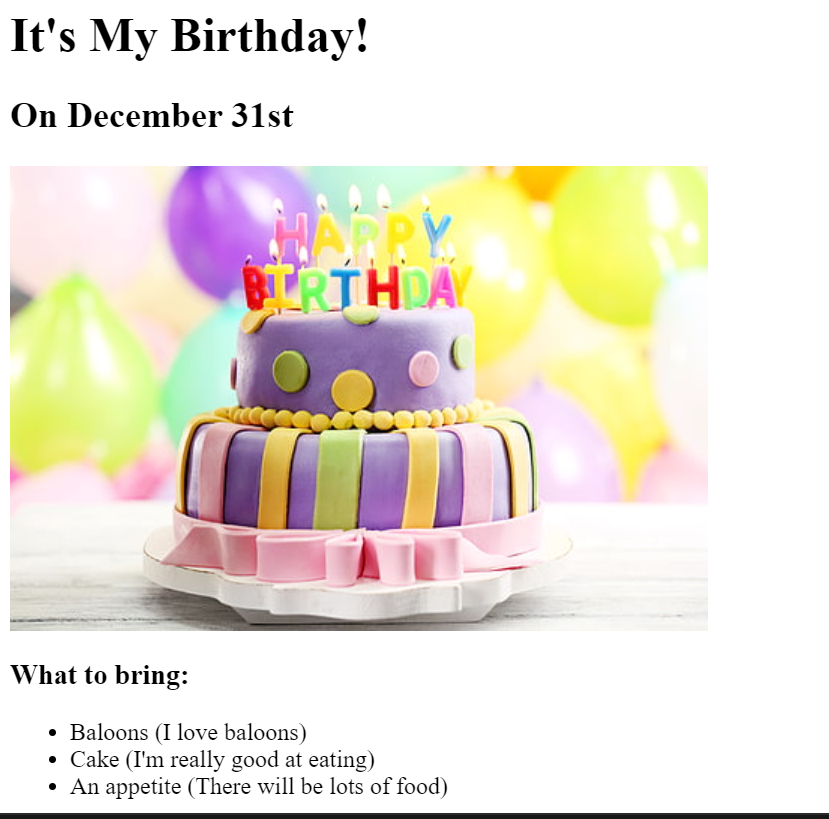 It's My Birthday!
On December 31st
HAPPY
BIRTHDAY
What to bring:
Baloons (I love baloons)
Cake (I'm really good at eating)
An appetite (There will be lots of food)